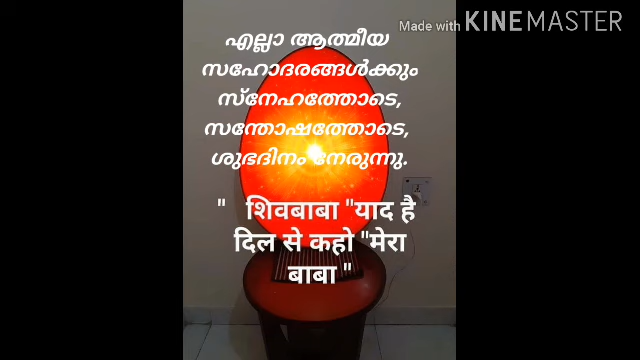 Made with KINEMASTER
എല്ലാ ആത്മീയ
സഹോദരങ്ങൾക്കും
സ്നേഹത്തോടെ,
സന്തോഷത്തോടെ,
ശുഭദിനം നേരുന്നു.
" शिवबाबा "याद है
दिल से कहो "मेरा
बाबा "